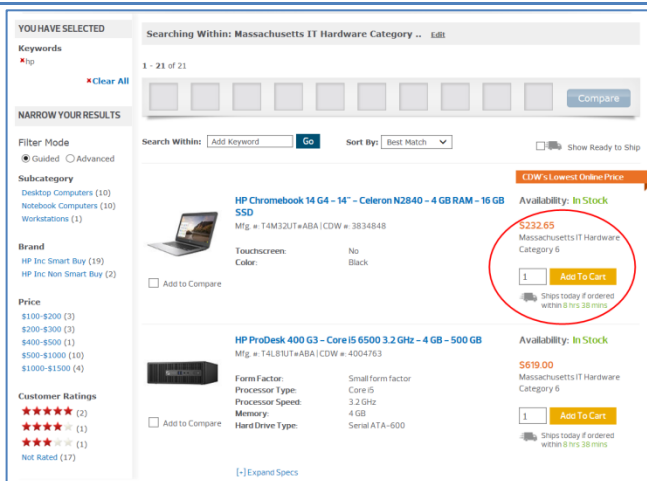 YOU HAVE SELECTED
Keywords
×hp
×Clear All
NARROW YOUR RESULTS
Filter Mode
Guided Advanced
Subcategory
Desktop Computers (10)
Notebook Computers (10)
Workstations (1)
Brand
HP Inc Smart Buy (19)
HP Inc Non Smart Buy (2)
Price
$100-$200 (3)
$200-$300 (3)
$400-$500 (1)
$500-$1000 (10)
$1000-$1500 (4)
Customer Ratings
(2)
(1)
(1)
Not Rated (17)
Searching Within: Massachusetts IT Hardware Category .. Edit
1 - 21 of 21
Compare
Search Within: Add Keyword Go Sort By: Best Match Show Ready to Ship
CDW's Lowest Online Price
HP Chromebook 14 G4 – 14" – Celeron N2840 – 4 GB RAM – 16 GB
SSD
Mfg. #: T4M32UT#ABA | CDW #: 3834848
Touchscreen: No
Color: Black
Add to Compare
Availability: In Stock
$232.65
Massachusetts IT Hardware
Category 6
1 Add To Cart
Ships today if ordered
within 8 hrs 38 mins
HP ProDesk 400 G3 – Core i5 6500 3.2 GHz – 4 GB – 500 GB
Mfg. #: T4L81UT#ABA | CDW #: 4004763
Form Factor: Small form factor
Processor Type: Core i5
Processor Speed: 3.2 GHz
Memory: 4 GB
Hard Drive Type: Serial ATA-600
Add to Compare
[+] Expand Specs
Availability: In Stock
$619.00
Massachusetts IT Hardware
Category 6
1 Add To Cart
Ships today if ordered
within 8 hrs 38 mins